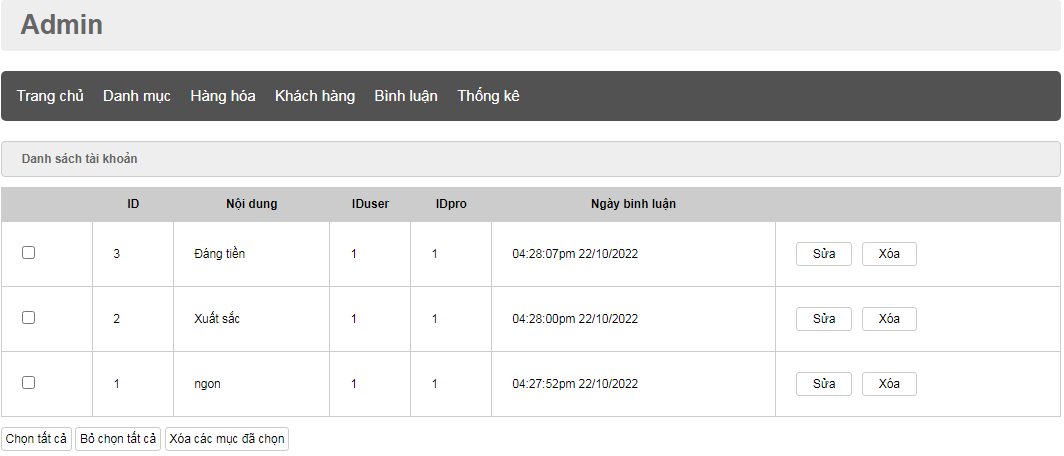 Admin
Trang chủ Danh mục Hàng hóa Khách hàng Bình luận Thống kê
Danh sách tài khoản
ID Nội dung IDuser IDpro Ngày bình luận
3 Đáng tiền 1 1 04:28:07pm 22/10/2022 Sửa Xóa
2 Xuất sắc 1 1 04:28:00pm 22/10/2022 Sửa Xóa
1 ngon 1 1 04:27:52pm 22/10/2022 Sửa Xóa
Chọn tất cả Bỏ chọn tất cả Xóa các mục đã chọn